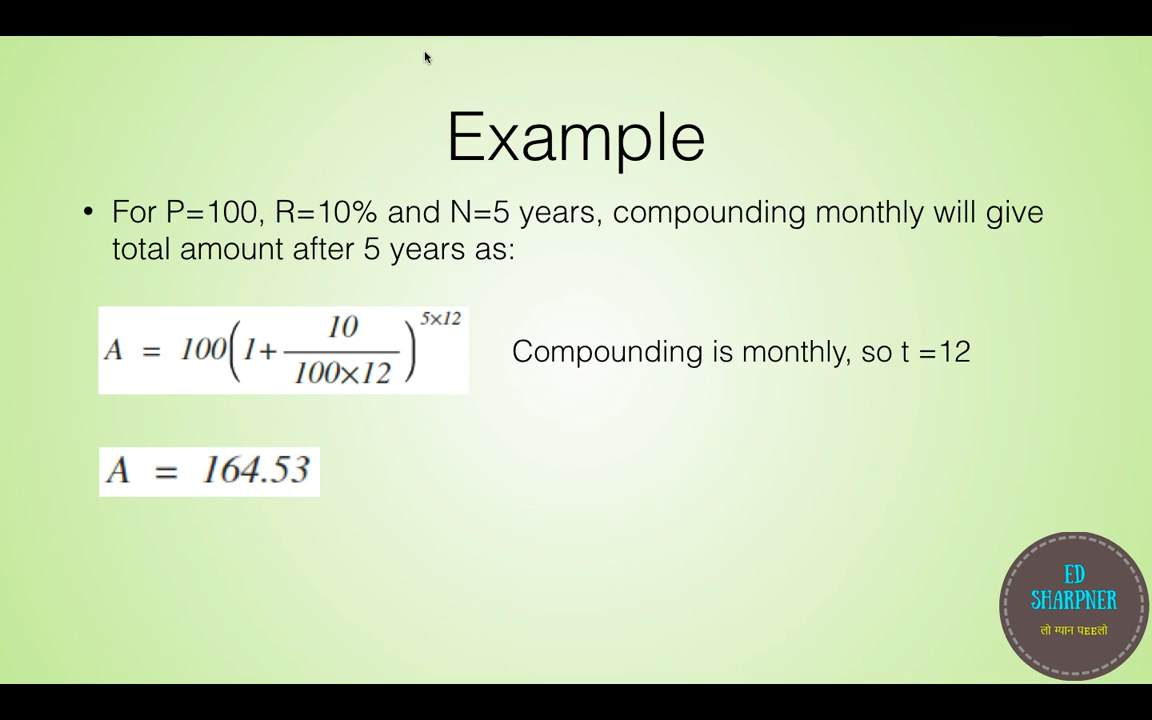 Example
• For P=100, R=10% and N=5 years, compounding monthly will give
total amount after 5 years as:
A = 100(1+ 10/100×12)^5×12
Compounding is monthly, so t =12
A = 164.53
ED
SHARPNER
लो ग्यान पEEलो